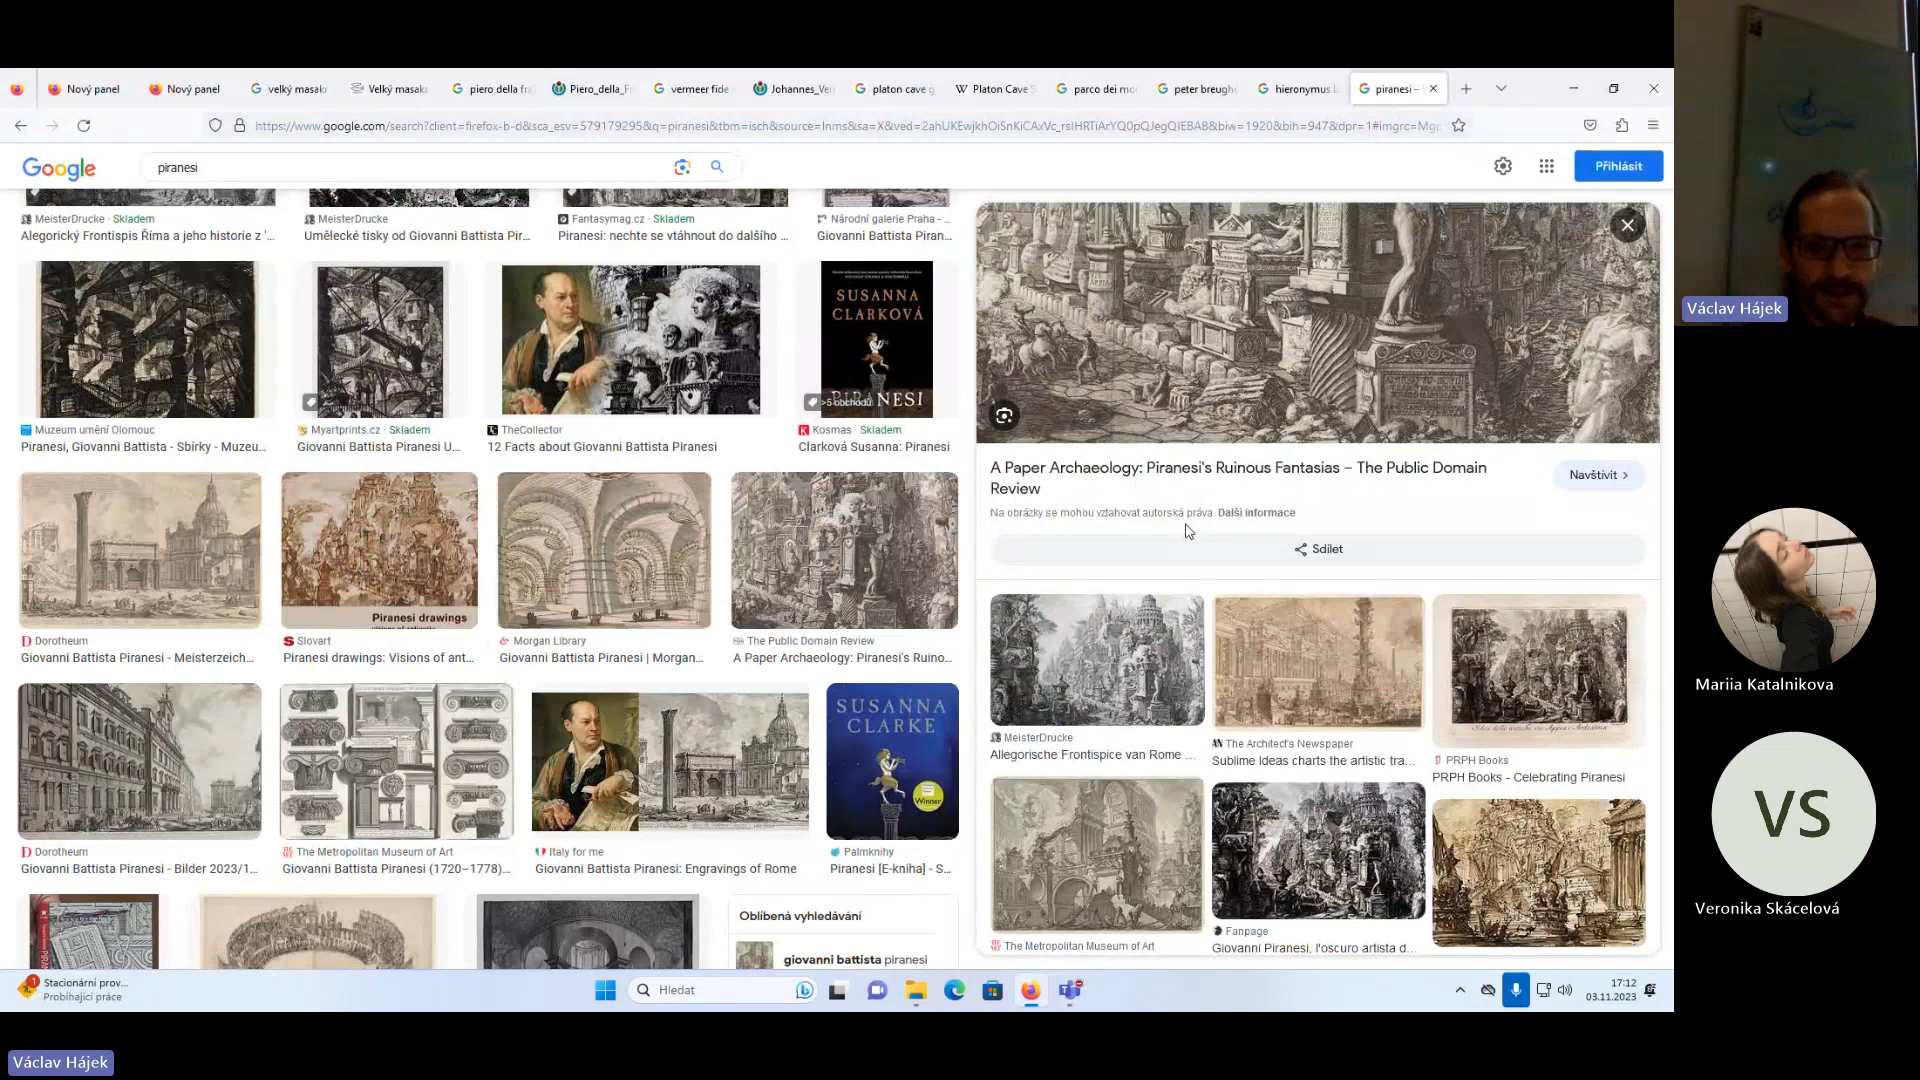 Nový panel
Nový panel
velký masak
Velký masak
piero della fr
Piero_della_F
vermeer fide
Johannes_Ver
platon cave g
Platon Cave S
parco dei mo
peter breugh
hieronymus
piranesi –
Google
piranesi
Přihlásit
MeisterDrucke · Skladem
Alegorický Frontispis Říma a jeho historie z '...
MeisterDrucke
Umělecké tisky od Giovanni Battista Pir...
Fantasymag.cz · Skladem
Piranesi: nechte se vtáhnout do dalšího ...
Národní galerie Praha - ...
Giovanni Battista Piran...
SUSANNA
CLARKOVÁ
>5 obchodů
Muzeum umění Olomouc
Piranesi, Giovanni Battista - Sbírky - Muzeu...
Myartprints.cz · Skladem
Giovanni Battista Piranesi U...
TheCollector
12 Facts about Giovanni Battista Piranesi
Kosmas · Skladem
Clarková Susanna: Piranesi
Piranesi drawings
Dorotheum
Giovanni Battista Piranesi - Meisterzeich...
Slovart
Piranesi drawings: Visions of ant...
Morgan Library
Giovanni Battista Piranesi | Morgan...
The Public Domain Review
A Paper Archaeology: Piranesi's Ruino...
SUSANNA
CLARKE
Winner
Dorotheum
Giovanni Battista Piranesi - Bilder 2023/1...
The Metropolitan Museum of Art
Giovanni Battista Piranesi (1720–1778)...
Italy for me
Giovanni Battista Piranesi: Engravings of Rome
Palmknihy
Piranesi [E-kniha] - S...
Oblíbená vyhledávání
giovanni battista piranesi
A Paper Archaeology: Piranesi's Ruinous Fantasias – The Public Domain
Review
Navštívit
Na obrázky se mohou vztahovat autorská práva. Další informace
Sdílet
MeisterDrucke
Allegorische Frontispice van Rome ...
The Architect's Newspaper
Sublime Ideas charts the artistic tra...
PRPH Books
PRPH Books - Celebrating Piranesi
The Metropolitan Museum of Art
Fanpage
Giovanni Piranesi, l'oscuro artista d...
1
Stacionární prov...
Probíhající práce
Hledat
17:12
03.11.2023
Václav Hájek
Mariia Katalnikova
VS
Veronika Skácelová
Václav Hájek